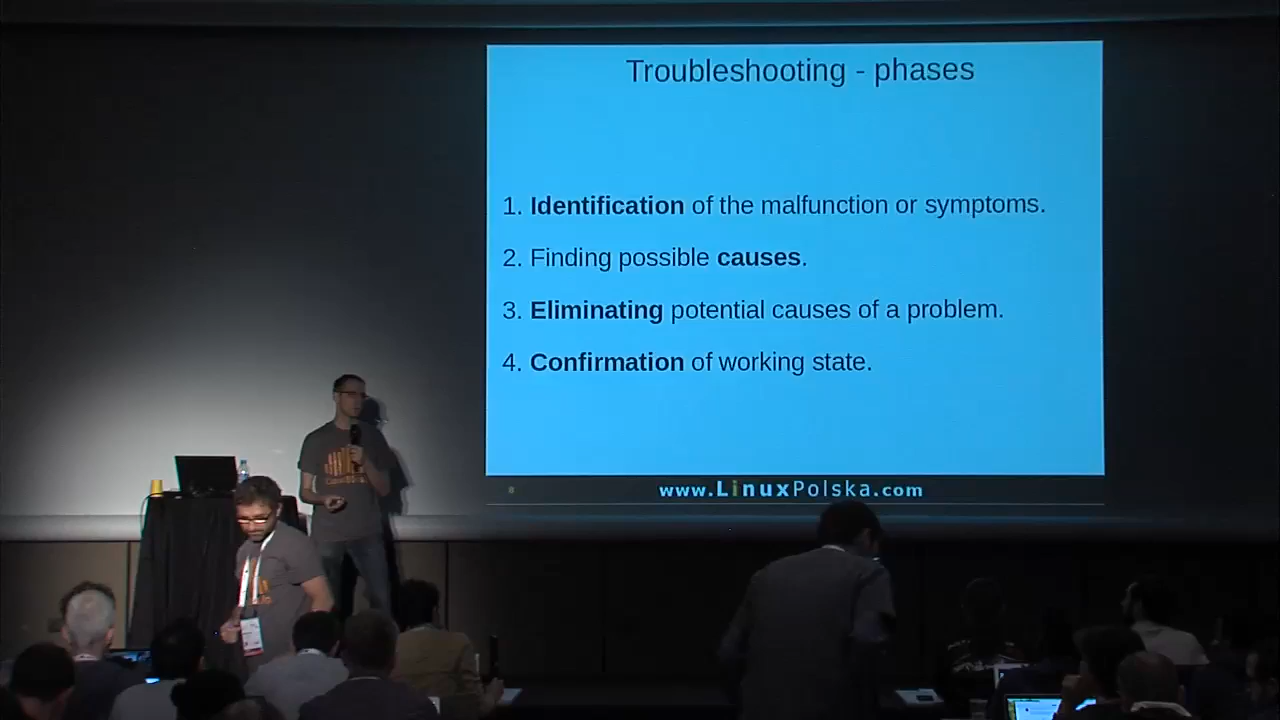 Troubleshooting - phases
1. Identification of the malfunction or symptoms.
2. Finding possible causes.
3. Eliminating potential causes of a problem.
4. Confirmation of working state.
8
www.LinuxPolska.com